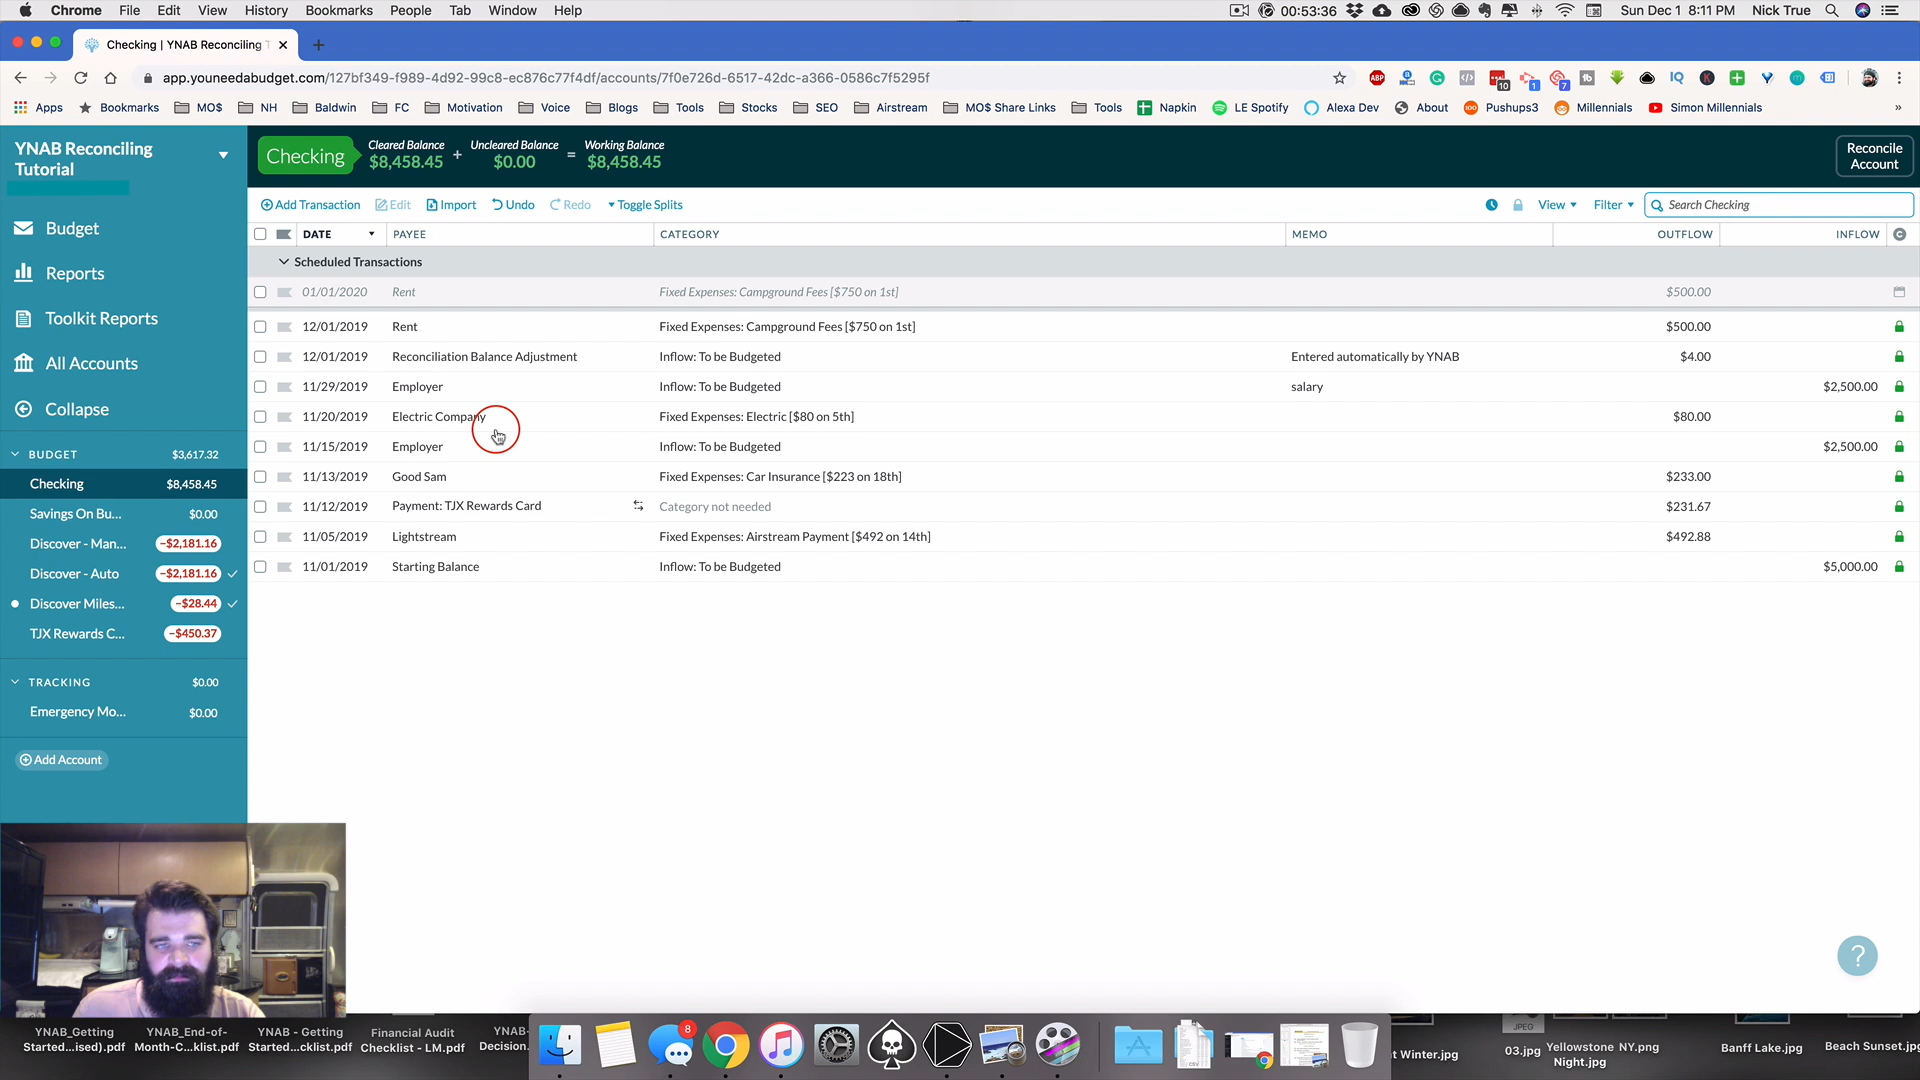 Chrome File Edit View History Bookmarks People Tab Window Help 00:53:36 Sun Dec 1 8:11 PM Nick True
Checking | YNAB Reconciling
app.youneedabudget.com/127bf349-f989-4d92-99c8-ec876c77f4df/accounts/7f0e726d-6517-42dc-a366-0586c7f5295f ABP 10 1 7 IQ
Apps Bookmarks MO$ NH Baldwin FC Motivation Voice Blogs Tools Stocks SEO Airstream MO$ Share Links Tools Napkin LE Spotify Alexa Dev About Pushups3 Millennials Simon Millennials »
YNAB Reconciling Tutorial
Checking Cleared Balance $8,458.45 + Uncleared Balance $0.00 = Working Balance $8,458.45
Reconcile Account
Add Transaction Edit Import Undo Redo Toggle Splits View Filter Search Checking
DATE PAYEE CATEGORY MEMO OUTFLOW INFLOW C
Scheduled Transactions
01/01/2020 Rent Fixed Expenses: Campground Fees [$750 on 1st] $500.00
12/01/2019 Rent Fixed Expenses: Campground Fees [$750 on 1st] $500.00
12/01/2019 Reconciliation Balance Adjustment Inflow: To be Budgeted Entered automatically by YNAB $4.00
11/29/2019 Employer Inflow: To be Budgeted salary $2,500.00
11/20/2019 Electric Company Fixed Expenses: Electric [$80 on 5th] $80.00
11/15/2019 Employer Inflow: To be Budgeted $2,500.00
11/13/2019 Good Sam Fixed Expenses: Car Insurance [$223 on 18th] $233.00
11/12/2019 Payment: TJX Rewards Card Category not needed $231.67
11/05/2019 Lightstream Fixed Expenses: Airstream Payment [$492 on 14th] $492.88
11/01/2019 Starting Balance Inflow: To be Budgeted $5,000.00
Budget
Reports
Toolkit Reports
All Accounts
Collapse
BUDGET $3,617.32
Checking $8,458.45
Savings On Bu... $0.00
Discover - Man... -$2,181.16
Discover - Auto -$2,181.16
Discover Miles... -$28.44
TJX Rewards C... -$450.37
TRACKING $0.00
Emergency Mo... $0.00
Add Account
?
YNAB_Getting Started...ised).pdf
YNAB_End-of-Month-C...klist.pdf
YNAB - Getting Started...cklist.pdf
Financial Audit Checklist - LM.pdf
YNAB-
Decision.
8
CSV
t Winter.jpg
JPEG
03.jpg
Yellowstone Night.jpg
NY.png
Banff Lake.jpg
Beach Sunset.jp